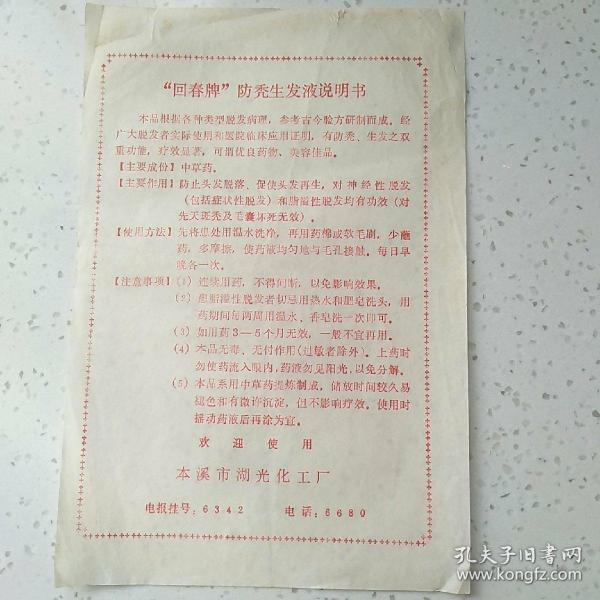 “回春牌”防秃生发液说明书
本品根据各种类型脱发病理，参考古今验方研制而成。经
广大脱发者实际使用和医院临床应用证明，有防秃、生发之双
重功能，疗效显著，可谓优良药物、美容佳品。
【主要成份】中草药。
【主要作用】防止头发脱落、促使头发再生，对神经性脱发
（包括症状性脱发）和脂溢性脱发均有功效（对
先天斑秃及毛囊坏死无效）。
【使用方法】先将患处用温水洗净，再用药棉或软毛刷，少蘸
药，多摩擦，使药液均匀地与毛孔接触。每日早
晚各一次。
【注意事项】（1）连续用药，不得间断，以免影响效果。
（2）患脂溢性脱发者切忌用热水和肥皂洗头，用
药期间每两周用温水、香皂洗一次即可。
（3）如用药3—5个月无效，一般不宜再用。
（4）本品无毒、无付作用（过敏者除外）。上药时
勿使药流入眼内，药液勿见阳光，以免分解。
（5）本品系用中草药提炼制成，储放时间较久易
褪色和有微许沉淀，但不影响疗效。使用时
摇动药液后再涂为宜。
欢迎使用
本溪市湖光化工厂
电报挂号：6342 电话：6680
孔夫子旧书网
www.kongfz.com